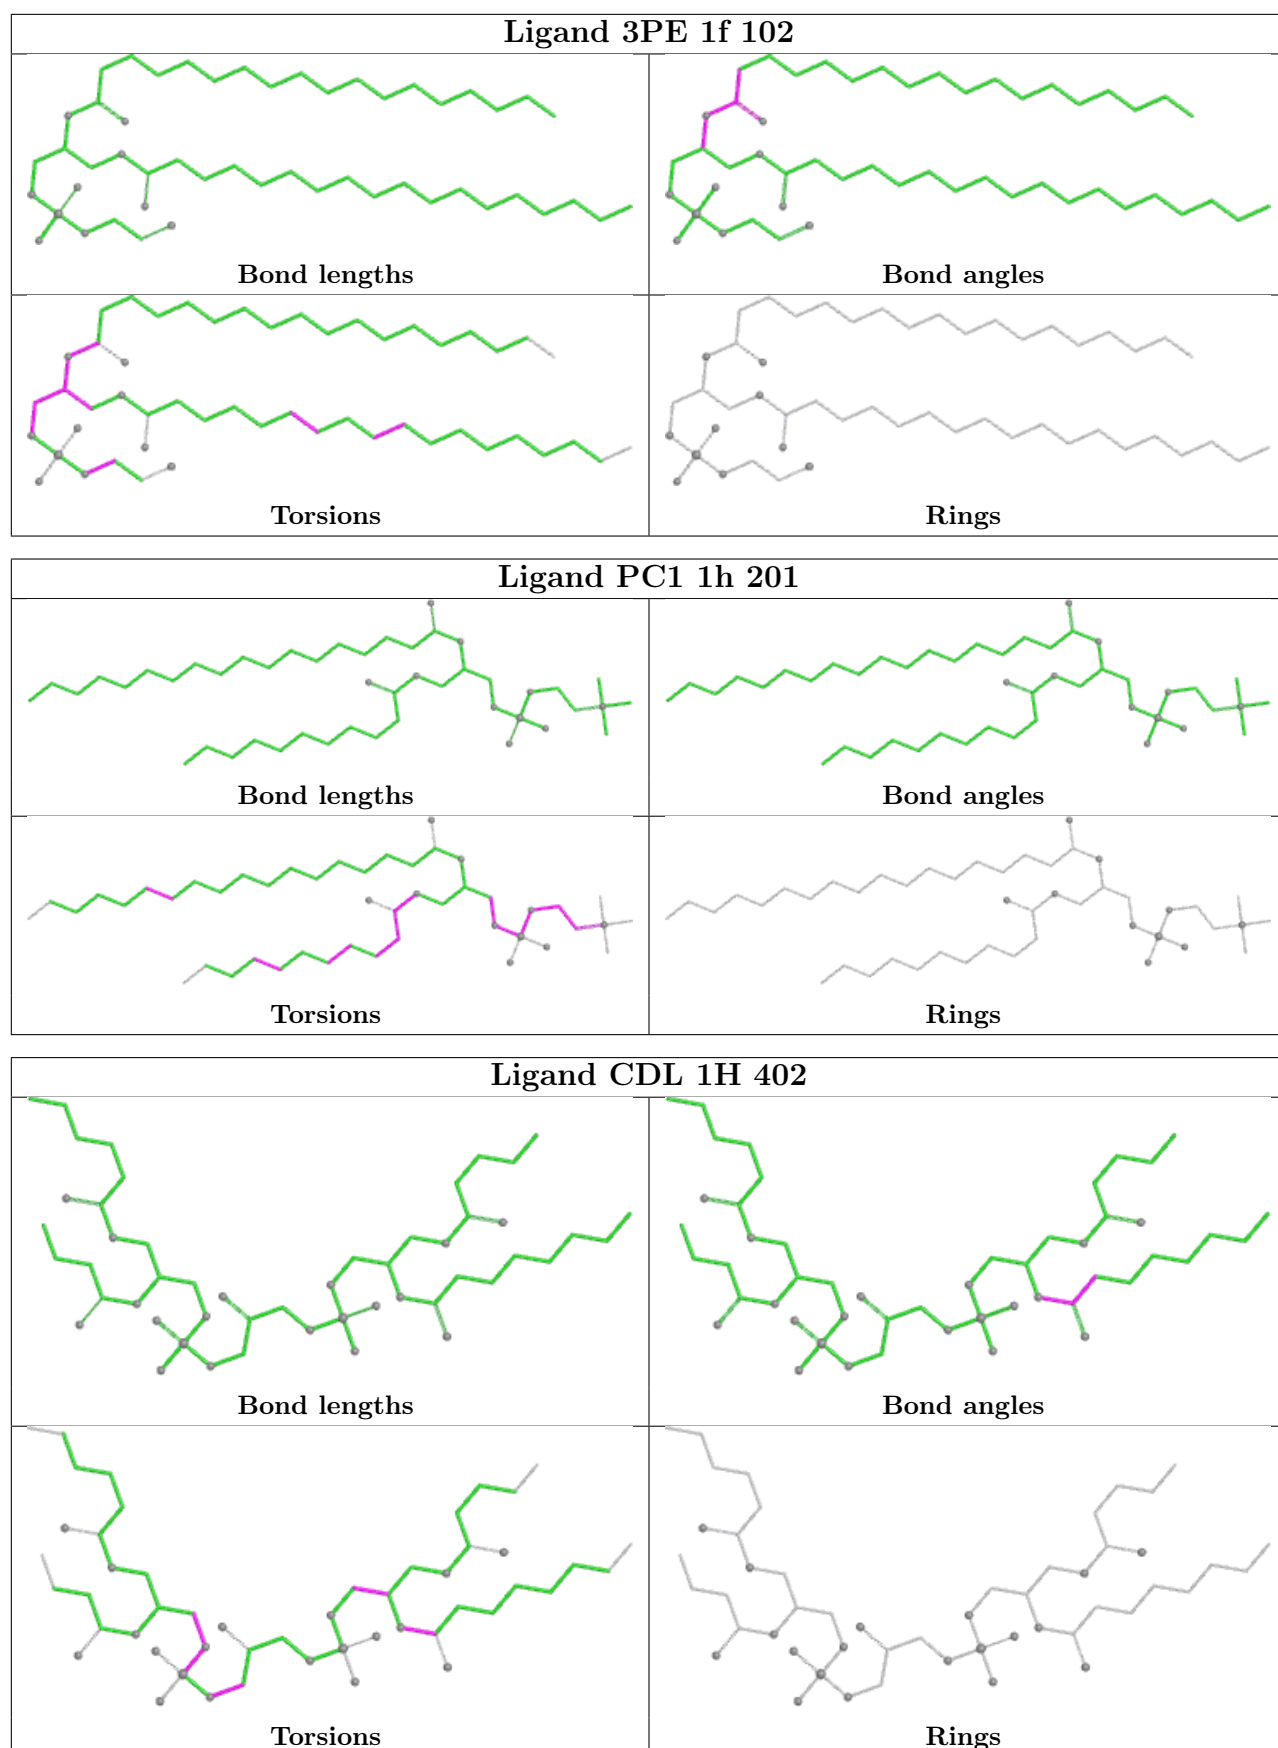 Ligand 3PE 1f 102
Bond lengths
Bond angles
Torsions
Rings
Ligand PC1 1h 201
Bond lengths
Bond angles
Torsions
Rings
Ligand CDL 1H 402
Bond lengths
Bond angles
Torsions
Rings